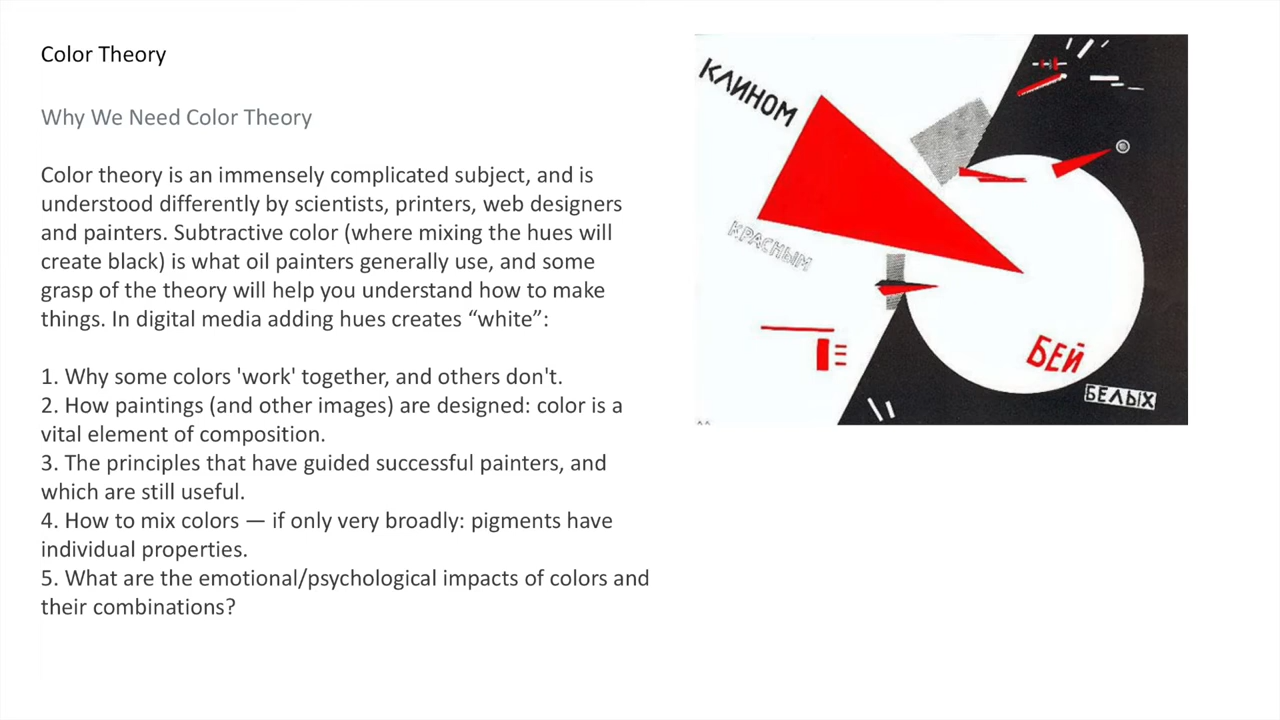 Color Theory
Why We Need Color Theory
Color theory is an immensely complicated subject, and is
understood differently by scientists, printers, web designers
and painters. Subtractive color (where mixing the hues will
create black) is what oil painters generally use, and some
grasp of the theory will help you understand how to make
things. In digital media adding hues creates “white”:
1. Why some colors 'work' together, and others don't.
2. How paintings (and other images) are designed: color is a
vital element of composition.
3. The principles that have guided successful painters, and
which are still useful.
4. How to mix colors — if only very broadly: pigments have
individual properties.
5. What are the emotional/psychological impacts of colors and
their combinations?
КЛИНОМ
КРАСНЫМ
БЕЙ
БЕЛЫХ